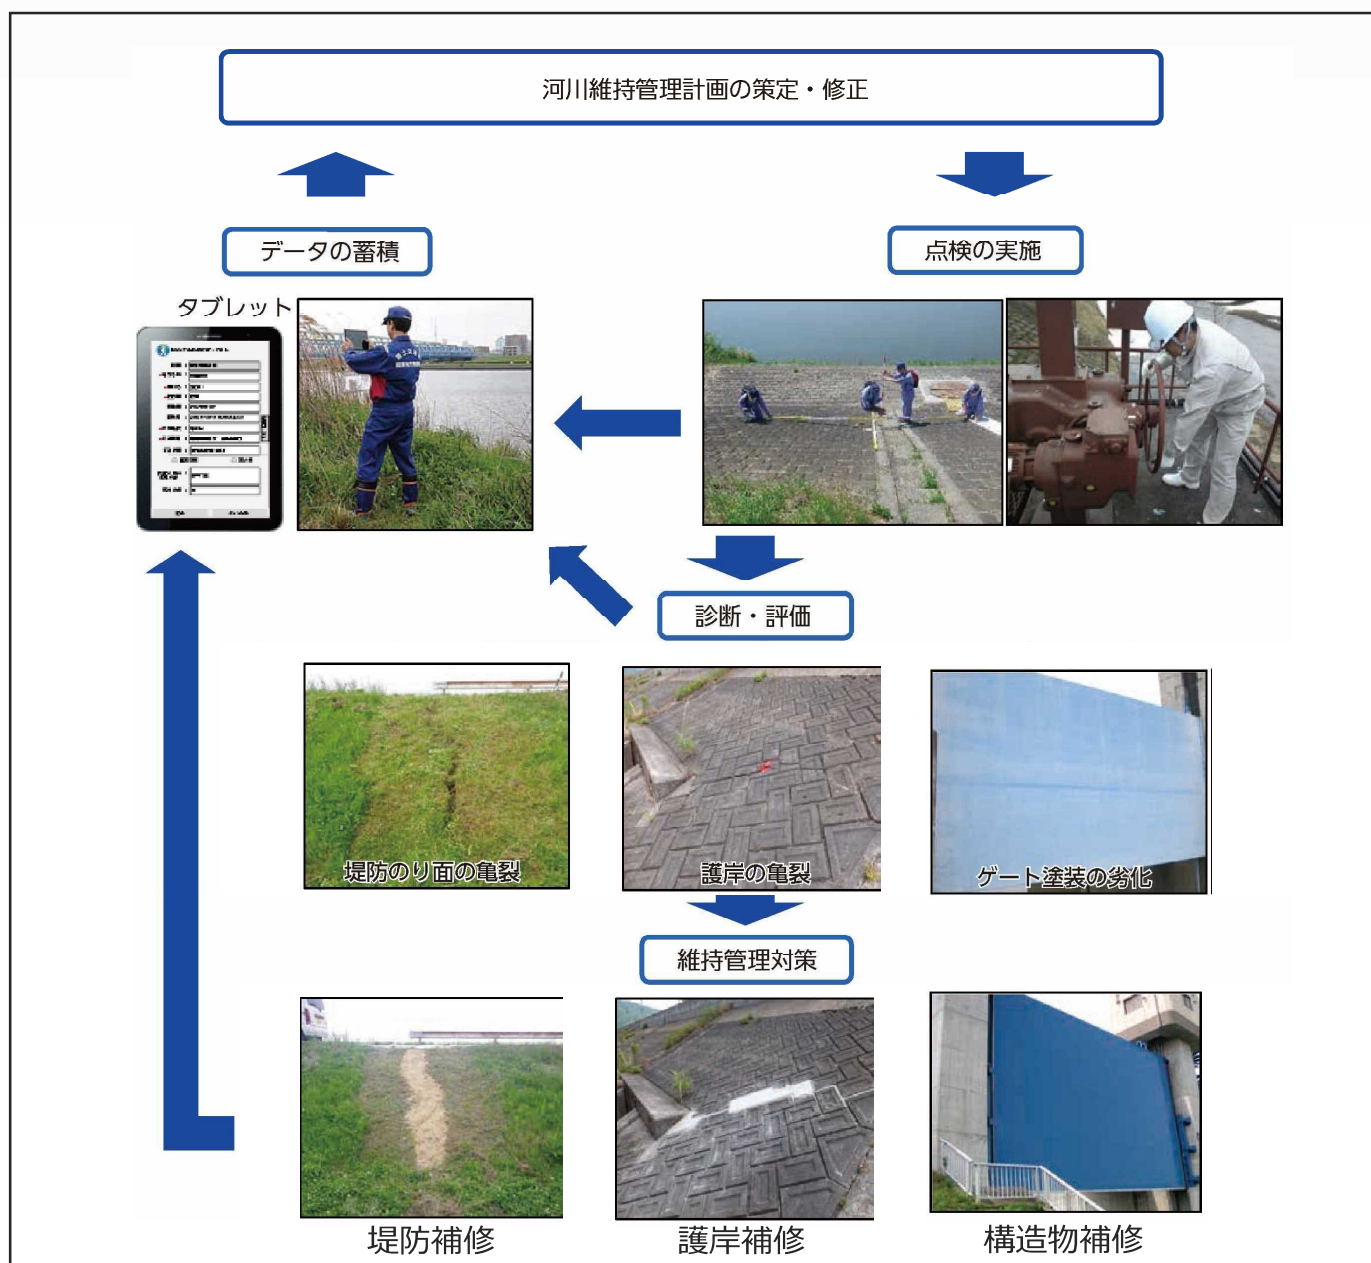 河川維持管理計画の策定・修正
データの蓄積
点検の実施
タブレット
診断・評価
堤防のり面の亀裂
護岸の亀裂
ゲート塗装の劣化
維持管理対策
堤防補修
護岸補修
構造物補修